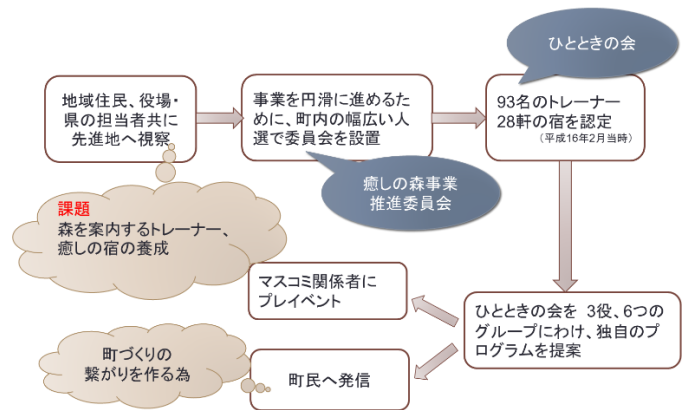 ひとときの会
地域住民、役場・
県の担当者共に
先進地へ視察
事業を円滑に進めるた
めに、町内の幅広い人
選で委員会を設置
93名のトレーナー
28軒の宿を認定
（平成16年2月当時）
癒しの森事業
推進委員会
課題
森を案内するトレーナー、
癒しの宿の養成
マスコミ関係者に
プレイベント
ひとときの会を 3役、6つの
グループにわけ、独自のプ
ログラムを提案
町づくりの
繋がりを作る為
町民へ発信